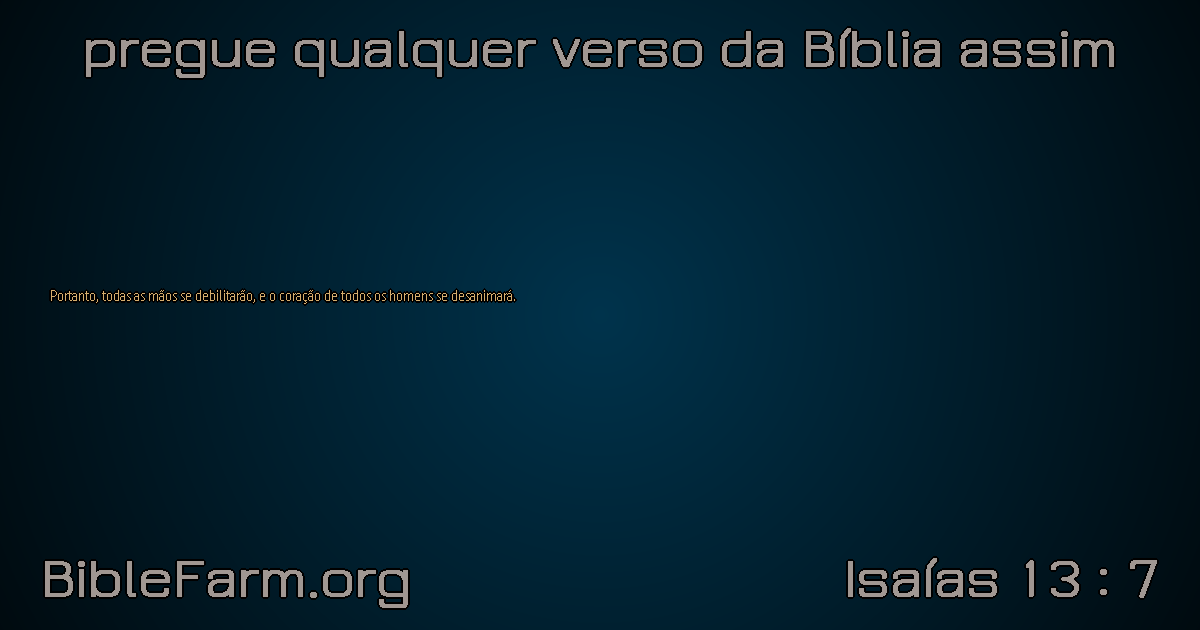 pregue qualquer verso da Bíblia assim
Portanto, todas as mãos se debilitarão, e o coração de todos os homens se desanimará.
BibleFarm.org
Isaías 13 : 7